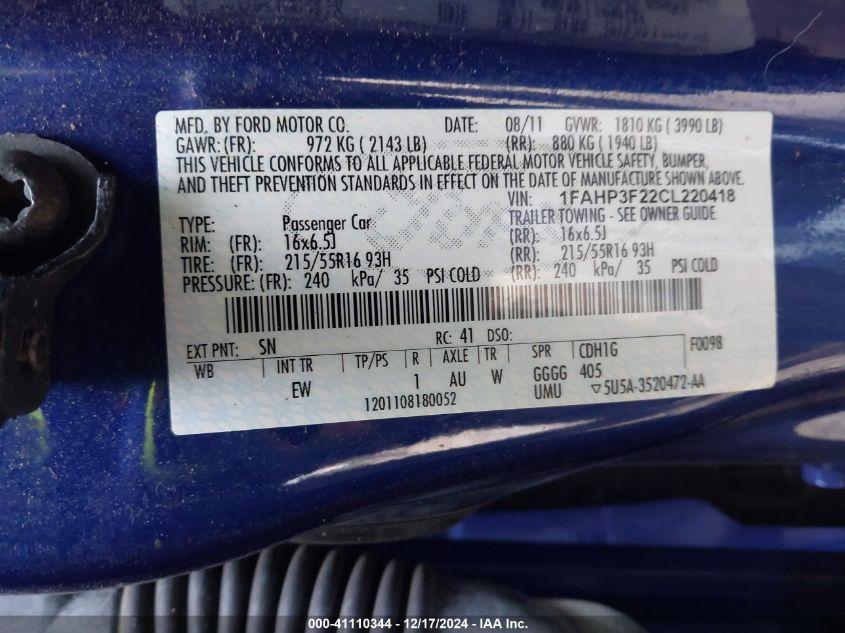 MFD. BY FORD MOTOR CO. DATE: 08/11 GVWR: 1810 KG ( 3990 LB)
GAWR:(FR): 972 KG ( 2143 LB) (RR): 880 KG ( 1940 LB)
THIS VEHICLE CONFORMS TO ALL APPLICABLE FEDERAL MOTOR VEHICLE SAFETY, BUMPER,
AND THEFT PREVENTION STANDARDS IN EFFECT ON THE DATE OF MANUFACTURE SHOWN ABOVE.
VIN: 1FAHP3F22CL220418
TYPE: Passenger Car TRAILER TOWING - SEE OWNER GUIDE
RIM: (FR): 16x6.5J (RR): 16x6.5J
TIRE: (FR): 215/55R16 93H (RR): 215/55R16 93H
PRESSURE: (FR): 240 kPa/ 35 PSI COLD (RR): 240 kPa/ 35 PSI COLD
EXT PNT: SN RC: 41 DSO: F0098
WB INT TR TP/PS R AXLE TR SPR CDH1G
EW 1 AU W GGGG 405
UMU ▽5U5A-3520472-AA
1201108180052
000-41110344 - 12/17/2024 - IAA Inc.